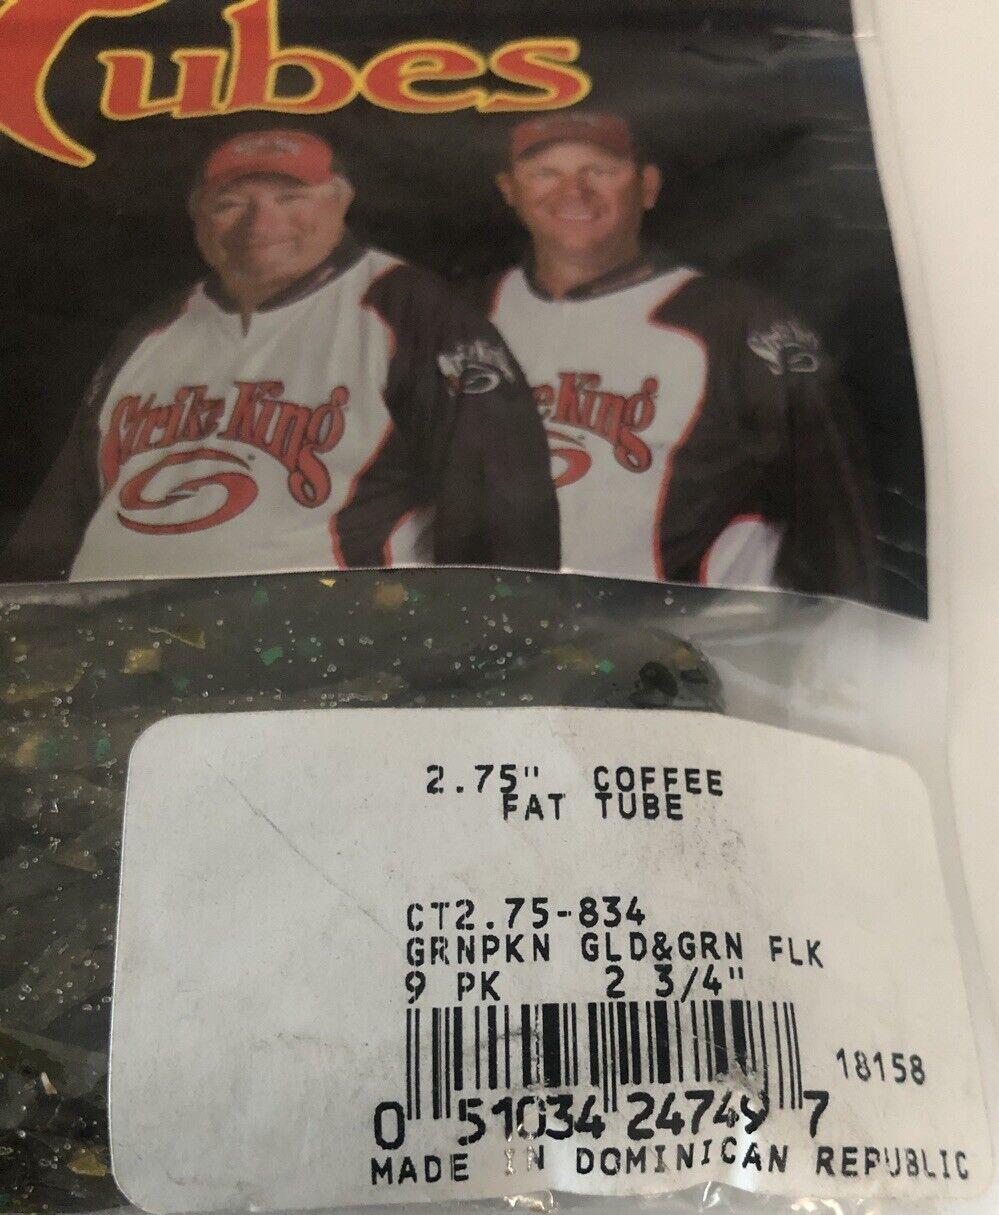 Tubes
Strike King
e King
2.75" COFFEE
FAT TUBE
CT2.75-834
GRNPKN GLD&GRN FLK
9 PK 2 3/4"
18158
0 51034 24749 7
MADE IN DOMINICAN REPUBLIC